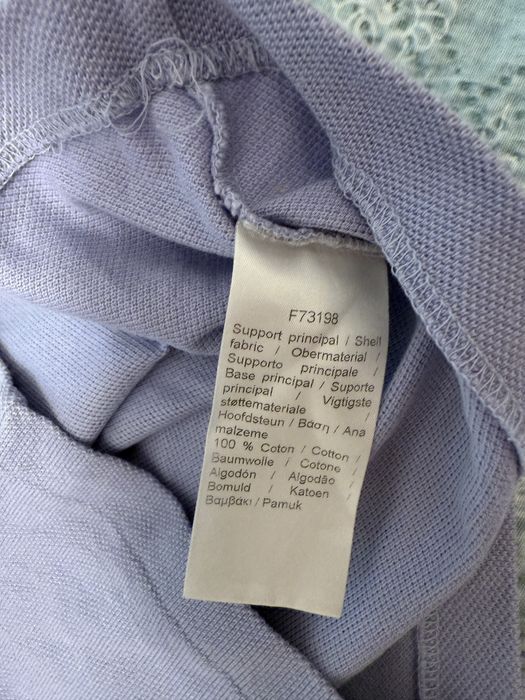 F73198
Support principal / Shell
fabric / Obermaterial /
Supporto principale /
Base principal / Suporte
principal / Vigtigste
støttemateriale /
Hoofdsteun / Βάση / Ana
malzeme
100 % Coton / Cotton /
Baumwolle / Cotone /
Algodón / Algodão /
Bomuld / Katoen /
Βαμβάκι / Pamuk